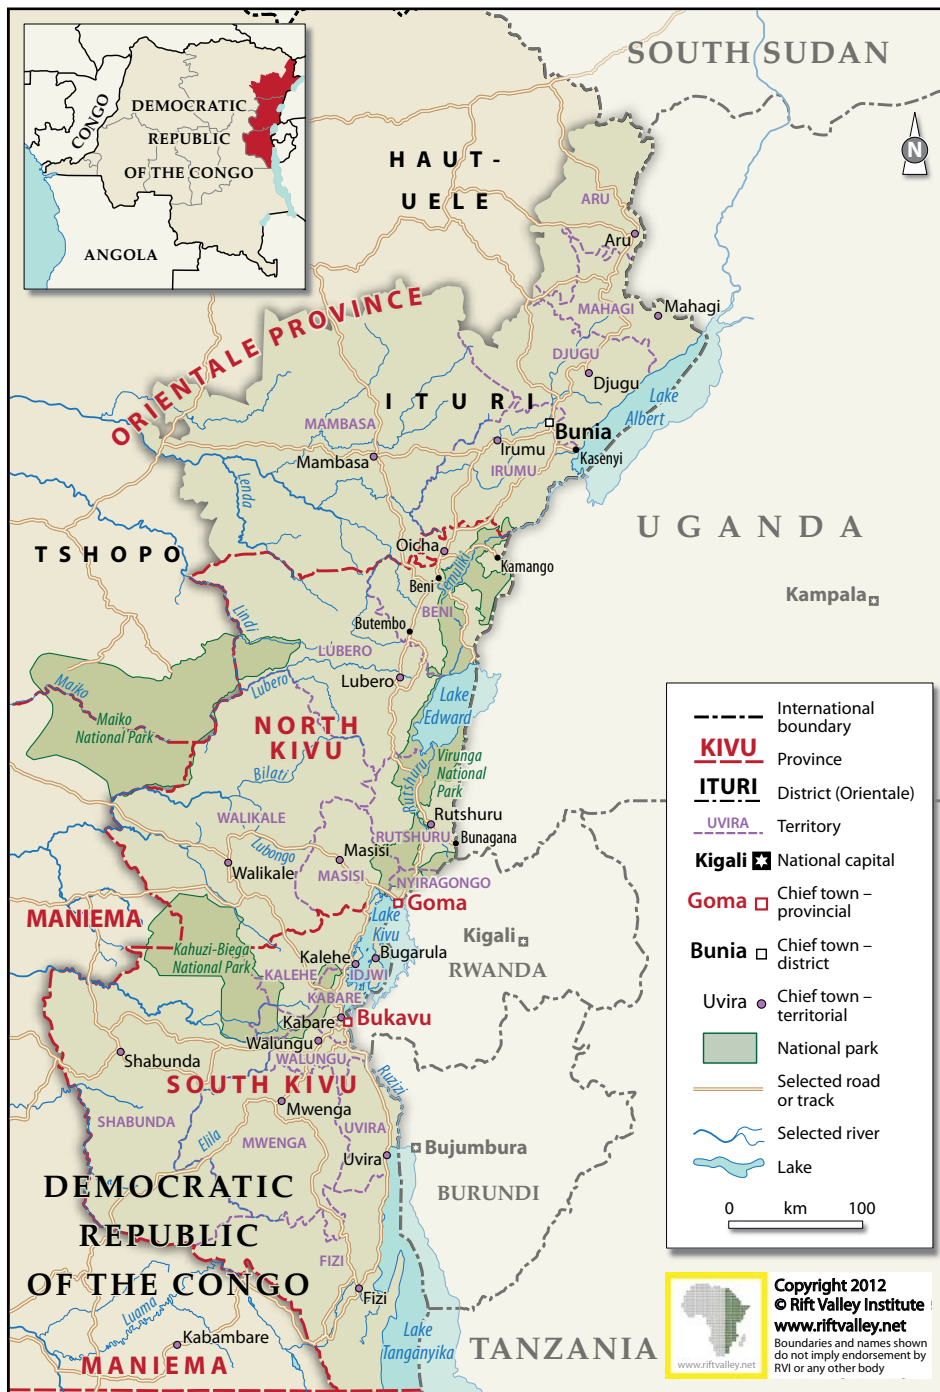 CONGO
DEMOCRATIC
REPUBLIC
OF THE CONGO
ANGOLA
SOUTH SUDAN
N
HAUT-
UELE
ARU
Aru
MAHAGI
Mahagi
ORIENTALE PROVINCE
DJUGU
Djugu
Lake
Albert
ITURI
MAMBASA
Bunia
Irumu
Kasenyi
Mambasa
IRUMU
Lenda
UGANDA
TSHOPO
Oicha
Semuliki
Kamango
Beni
Kampala
Lindi
BENI
Butembo
LUBERO
Lubero
Lubero
Maiko
Maiko
National Park
Lake
Edward
NORTH
KIVU
Bilati
Virunga
National
Park
Rutshuru
WALIKALE
Rutshuru
RUTSHURU
Bunagana
Lubongo
Masisi
Walikale
MASISI
NYIRAGONGO
Goma
MANIEMA
Lake
Kivu
Kigali
Kahuzi-Biega
National Park
Kalehe
Bugarula
RWANDA
KALEHE
IDJWI
KABARE
Kabare
Bukavu
Walungu
WALUNGU
Shabunda
SOUTH KIVU
Ruzizi
Mwenga
SHABUNDA
Elila
MWENGA
UVIRA
Uvira
Bujumbura
BURUNDI
DEMOCRATIC
REPUBLIC
OF THE CONGO
FIZI
Fizi
Luama
Kabambare
MANIEMA
Lake
Tanganyika
TANZANIA
International
boundary
KIVU
Province
ITURI
District (Orientale)
UVIRA
Territory
Kigali
National capital
Goma
Chief town –
provincial
Bunia
Chief town –
district
Uvira
Chief town –
territorial
National park
Selected road
or track
Selected river
Lake
0 km 100
www.riftvalley.net
Copyright 2012
© Rift Valley Institute
www.riftvalley.net
Boundaries and names shown
do not imply endorsement by
RVI or any other body